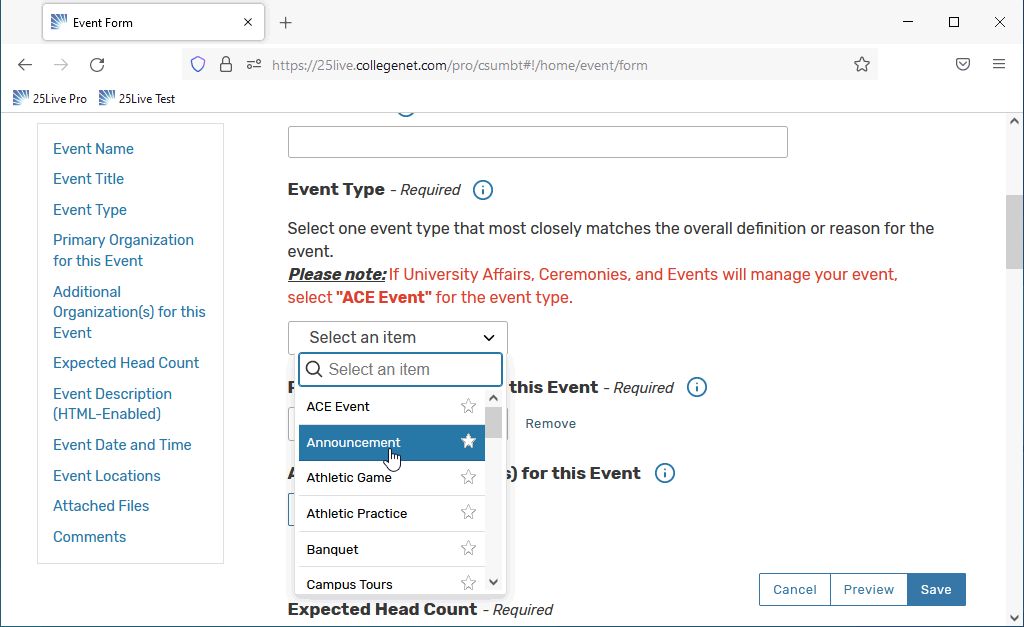 Event Form
https://25live.collegenet.com/pro/csumbt#!/home/event/form
25Live Pro
25Live Test
Event Name
Event Title
Event Type
Primary Organization
for this Event
Additional
Organization(s) for this
Event
Expected Head Count
Event Description
(HTML-Enabled)
Event Date and Time
Event Locations
Attached Files
Comments
Event Type - Required
Select one event type that most closely matches the overall definition or reason for the
event.
Please note: If University Affairs, Ceremonies, and Events will manage your event,
select "ACE Event" for the event type.
Select an item
Select an item
this Event - Required
ACE Event
Remove
Announcement
) for this Event
Athletic Game
Athletic Practice
Banquet
Campus Tours
Cancel
Preview
Save
Expected Head Count - Required